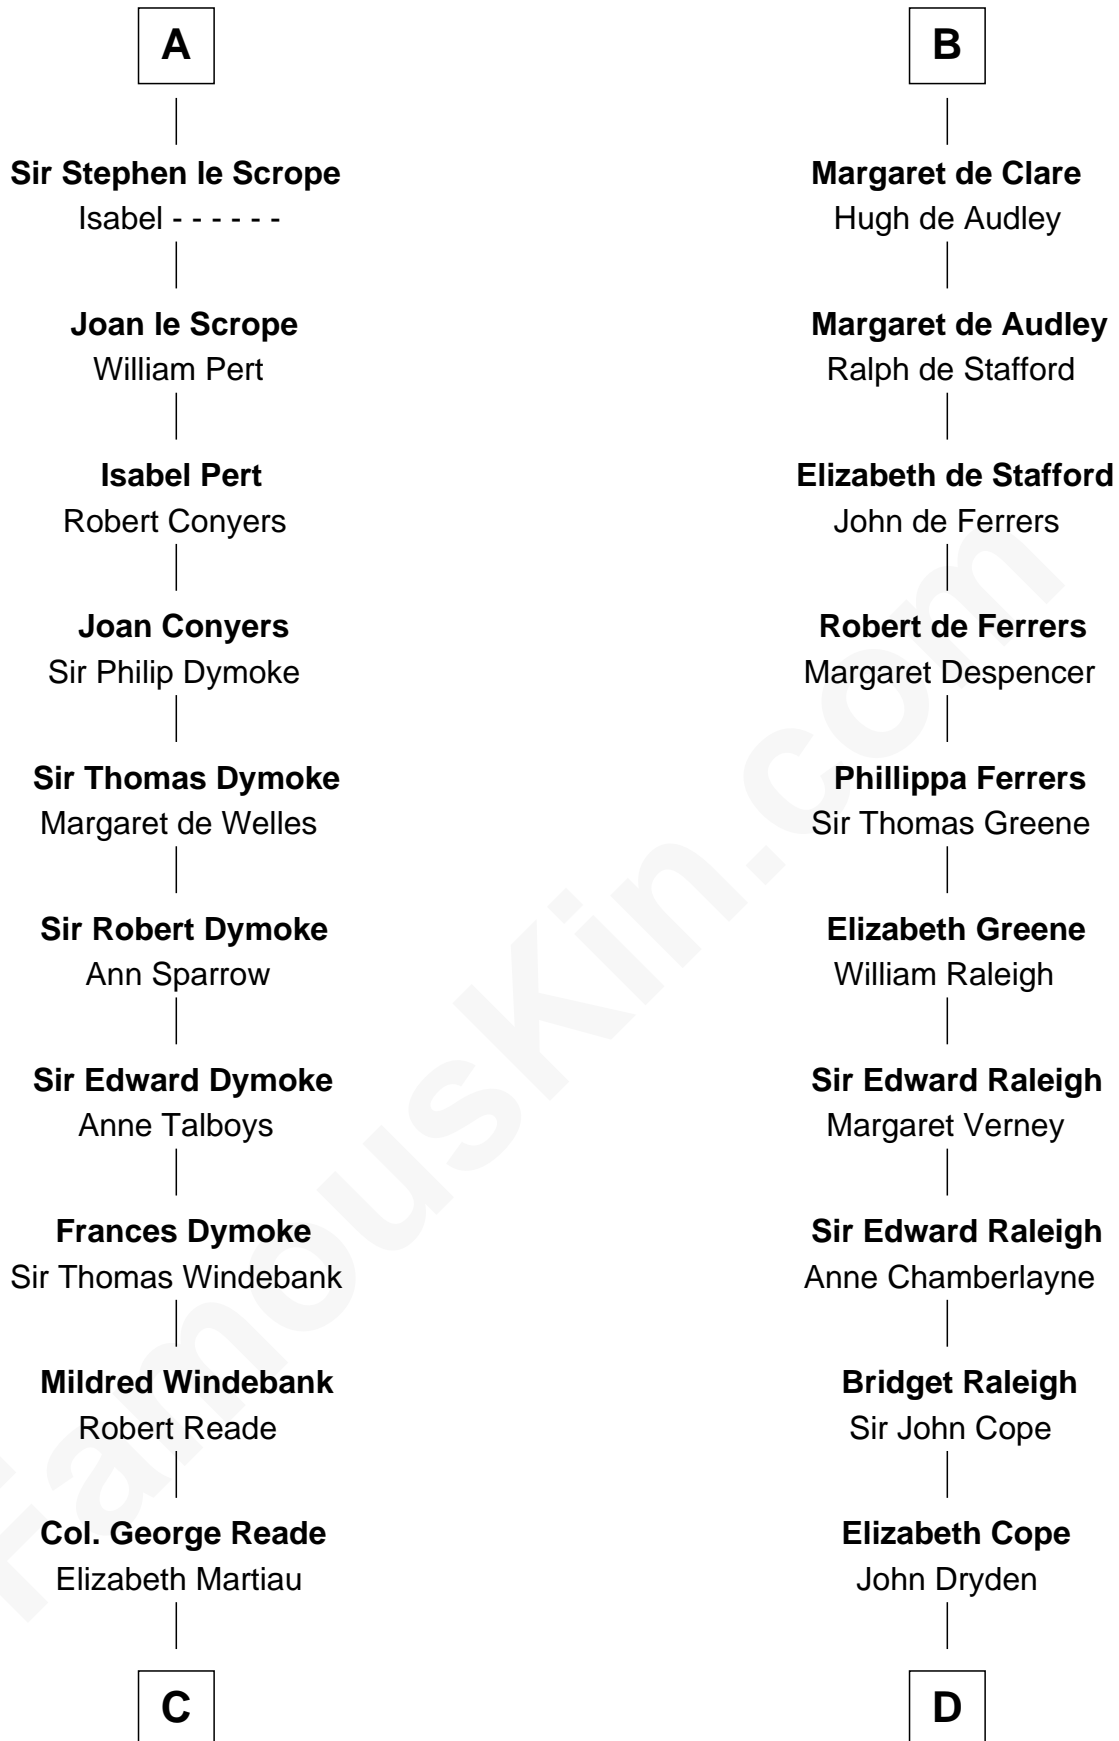 A
Sir Stephen le Scrope
Isabel - - - - - -
Joan le Scrope
William Pert
Isabel Pert
Robert Conyers
Joan Conyers
Sir Philip Dymoke
Sir Thomas Dymoke
Margaret de Welles
Sir Robert Dymoke
Ann Sparrow
Sir Edward Dymoke
Anne Talboys
Frances Dymoke
Sir Thomas Windebank
Mildred Windebank
Robert Reade
Col. George Reade
Elizabeth Martiau
C
B
Margaret de Clare
Hugh de Audley
Margaret de Audley
Ralph de Stafford
Elizabeth de Stafford
John de Ferrers
Robert de Ferrers
Margaret Despencer
Phillippa Ferrers
Sir Thomas Greene
Elizabeth Greene
William Raleigh
Sir Edward Raleigh
Margaret Verney
Sir Edward Raleigh
Anne Chamberlayne
Bridget Raleigh
Sir John Cope
Elizabeth Cope
John Dryden
D
FamousKin.com